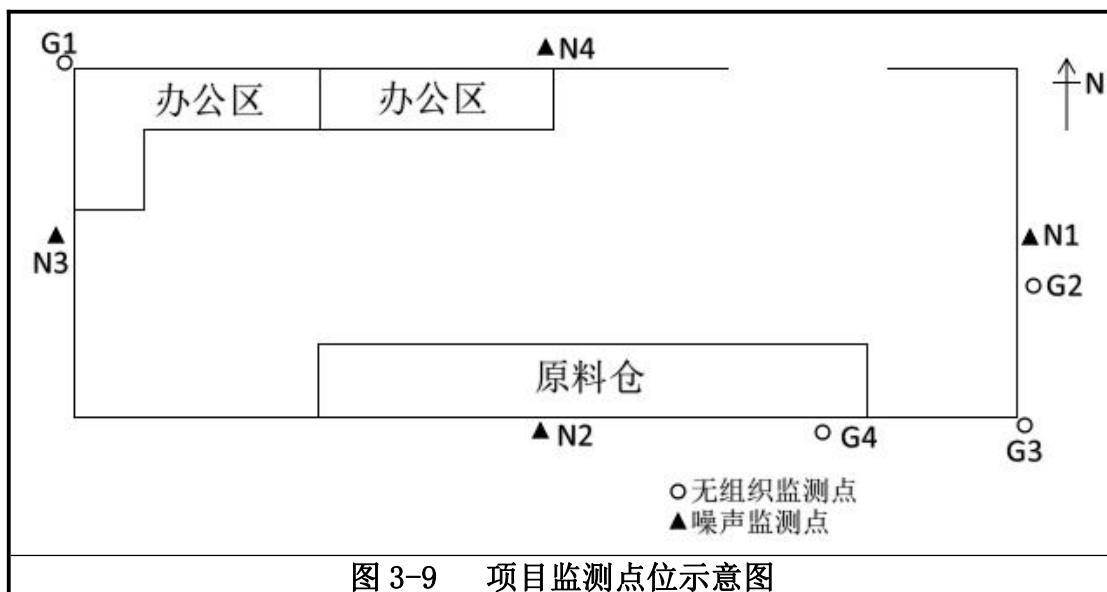 G1
▲N4
N
办公区
办公区
▲
N3
▲N1
○G2
原料仓
▲N2
○G4
G3
○无组织监测点
▲噪声监测点
图 3-9 项目监测点位示意图